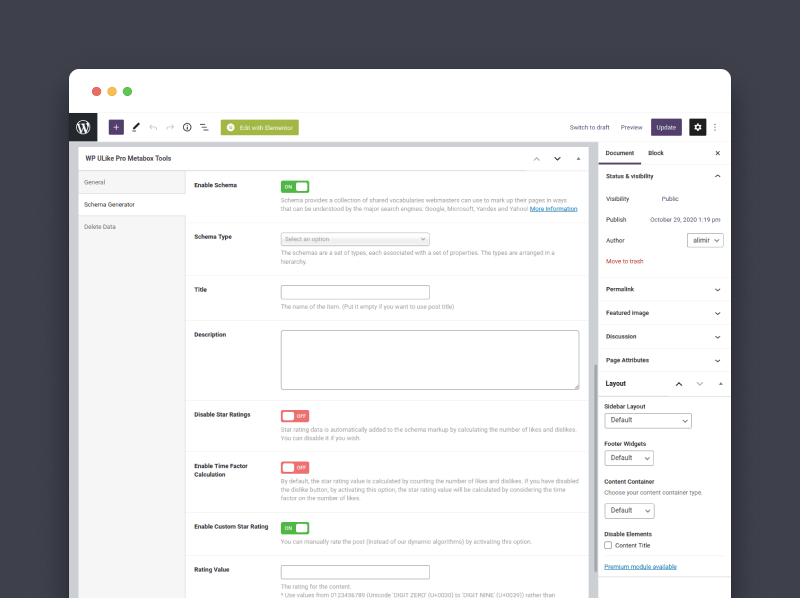 Edit with Elementor
Switch to draft
Preview
Update
WP ULike Pro Metabox Tools
General
Schema Generator
Delete Data
Enable Schema
ON
Schema provides a collection of shared vocabularies webmasters can use to mark up their pages in ways
that can be understood by the major search engines: Google, Microsoft, Yandex and Yahoo! More Information
Schema Type
Select an option
The schemas are a set of types, each associated with a set of properties. The types are arranged in a
hierarchy.
Title
The name of the item. (Put it empty if you want to use post title)
Description
Disable Star Ratings
OFF
Star rating data is automatically added to the schema markup by calculating the number of likes and dislikes.
You can disable it if you wish.
Enable Time Factor
Calculation
OFF
By default, the star rating value is calculated by counting the number of likes and dislikes. If you have disabled
the dislike button, by activating this option, the star rating value will be calculated by considering the time
factor on the number of likes.
Enable Custom Star Rating
ON
You can manually rate the post (instead of our dynamic algorithms) by activating this option.
Rating Value
The rating for the content.
* Use values from 0123456789 (Unicode 'DIGIT ZERO' (U+0030) to 'DIGIT NINE' (U+0039)) rather than
Document
Block
Status & visibility
Visibility
Public
Publish
October 29, 2020 1:19 pm
Author
alimir
Move to trash
Permalink
Featured image
Discussion
Page Attributes
Layout
Sidebar Layout
Default
Footer Widgets
Default
Content Container
Choose your content container type.
Default
Disable Elements
Content Title
Premium module available